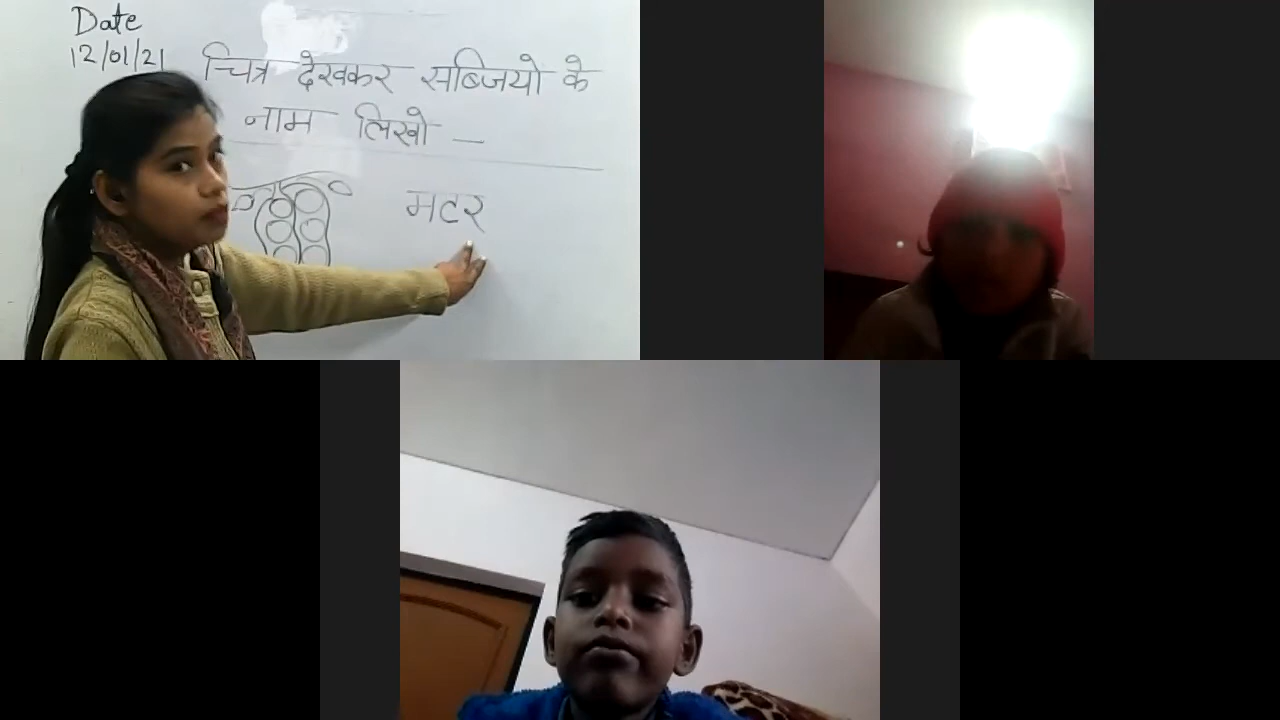 Date
12/01/21
चित्र देखकर सब्जियो के
नाम लिखो —
मटर